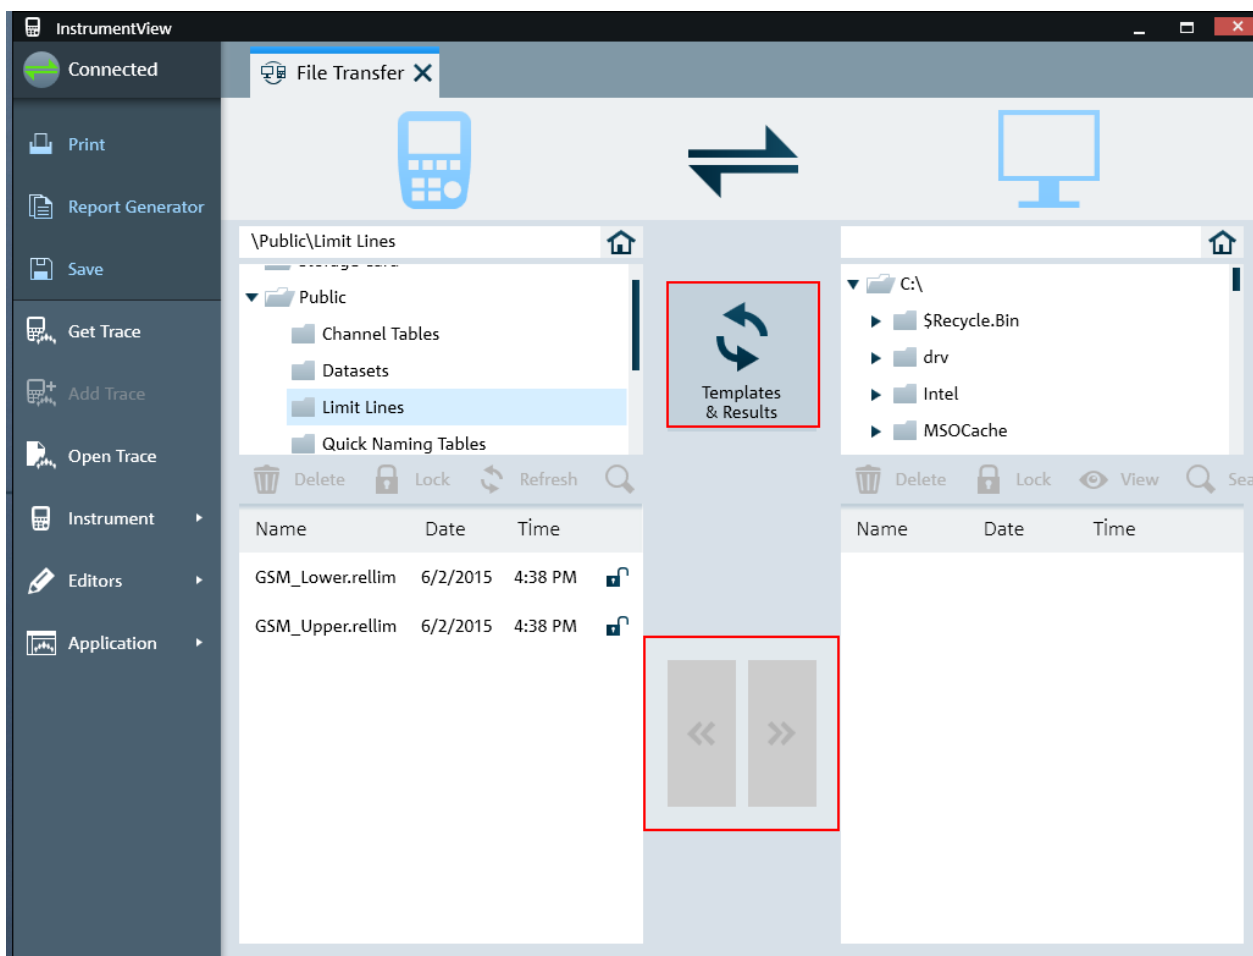 InstrumentView
Connected
File Transfer
Print
Report Generator
Save
Get Trace
Add Trace
Open Trace
Instrument
Editors
Application
\Public\Limit Lines
Storage Card
Public
Channel Tables
Datasets
Limit Lines
Quick Naming Tables
Delete Lock Refresh
Name Date Time
GSM_Lower.rellim 6/2/2015 4:38 PM
GSM_Upper.rellim 6/2/2015 4:38 PM
Templates
& Results
C:\
$Recycle.Bin
drv
Intel
MSOCache
Delete Lock View Sea
Name Date Time